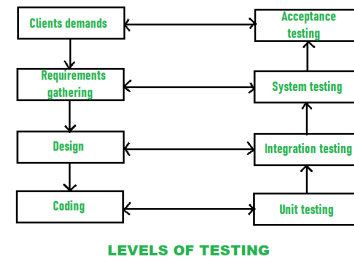 Clients demands
Acceptance
testing
Requirements
gathering
System testing
Design
Integration testing
Coding
Unit testing
LEVELS OF TESTING